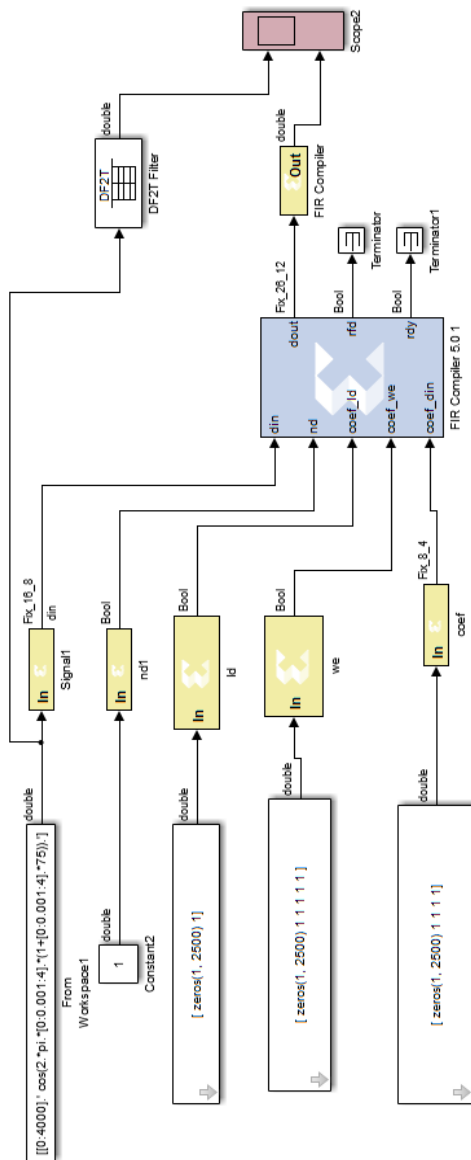 [[0:4000].' cos(2.*pi.*[0:0.001:4].*(1+[0:0.001:4].*75)).']
double
From
Workspace1
In
Signal1
Fix_16_8
din
DF2T
DF2T Filter
double
Scope2
1
Constant2
double
In
nd1
Bool
[ zeros(1, 2500) 1]
double
In
ld
Bool
[ zeros(1, 2500) 1 1 1 1 1 ]
double
In
we
Bool
[ zeros(1, 2500) 1 1 1 1]
double
In
coef
Fix_8_4
din
nd
coef_ld
coef_we
coef_din
dout
rfd
rdy
FIR Compiler 5.0 1
Fix_26_12
Out
FIR Compiler
double
Bool
Terminator
Bool
Terminator1